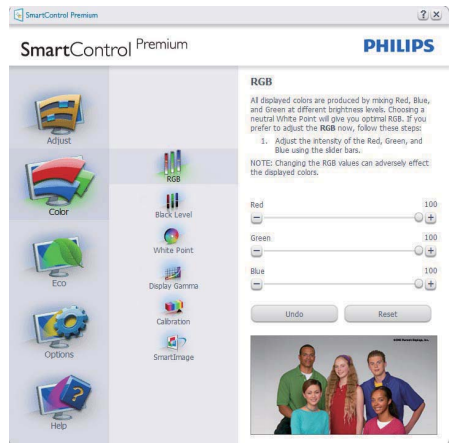 SmartControl Premium
SmartControl Premium
PHILIPS
Adjust
Color
Eco
Options
Help
RGB
Black Level
White Point
Display Gamma
Calibration
SmartImage
RGB
All displayed colors are produced by mixing Red, Blue,
and Green at different brightness levels. Choosing a
neutral White Point will give you optimal RGB. If you
prefer to adjust the RGB now, follow these steps:
1. Adjust the intensity of the Red, Green, and
Blue using the slider bars.
NOTE: Changing the RGB values can adversely effect
the displayed colors.
Red 100
Green 100
Blue 100
Undo Reset